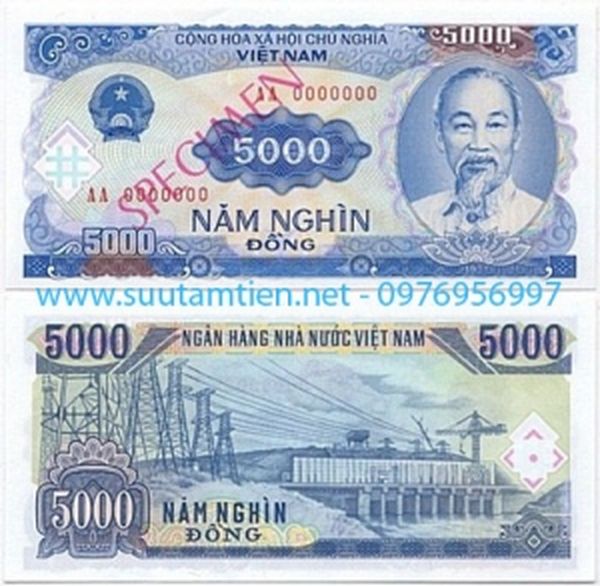 CỘNG HÒA XÃ HỘI CHỦ NGHĨA
VIỆT NAM
5000
AA 0000000
SPECIMEN
5000
AA 0000000
NĂM NGHÌN
ĐỒNG
5000
www.suutamtien.net - 0976956997
5000
NGÂN HÀNG NHÀ NƯỚC VIỆT NAM
5000
5000
NĂM NGHÌN
ĐỒNG